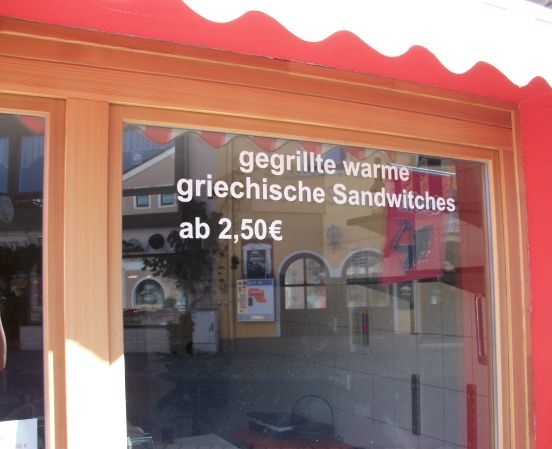 gegrillte warme
griechische Sandwitches
ab 2,50€